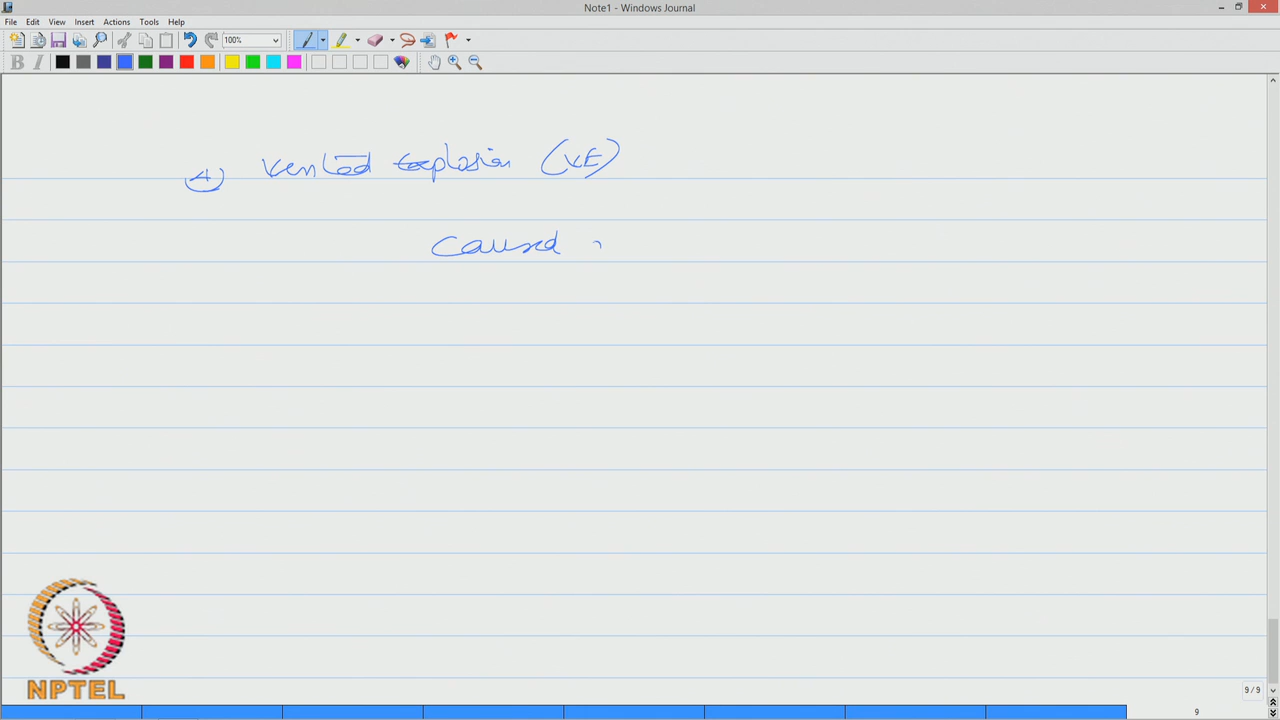 Note1 - Windows Journal
File Edit View Insert Actions Tools Help
100%
B I
4 Vented Explosion (VE)
Caused
NPTEL
9 / 9
9